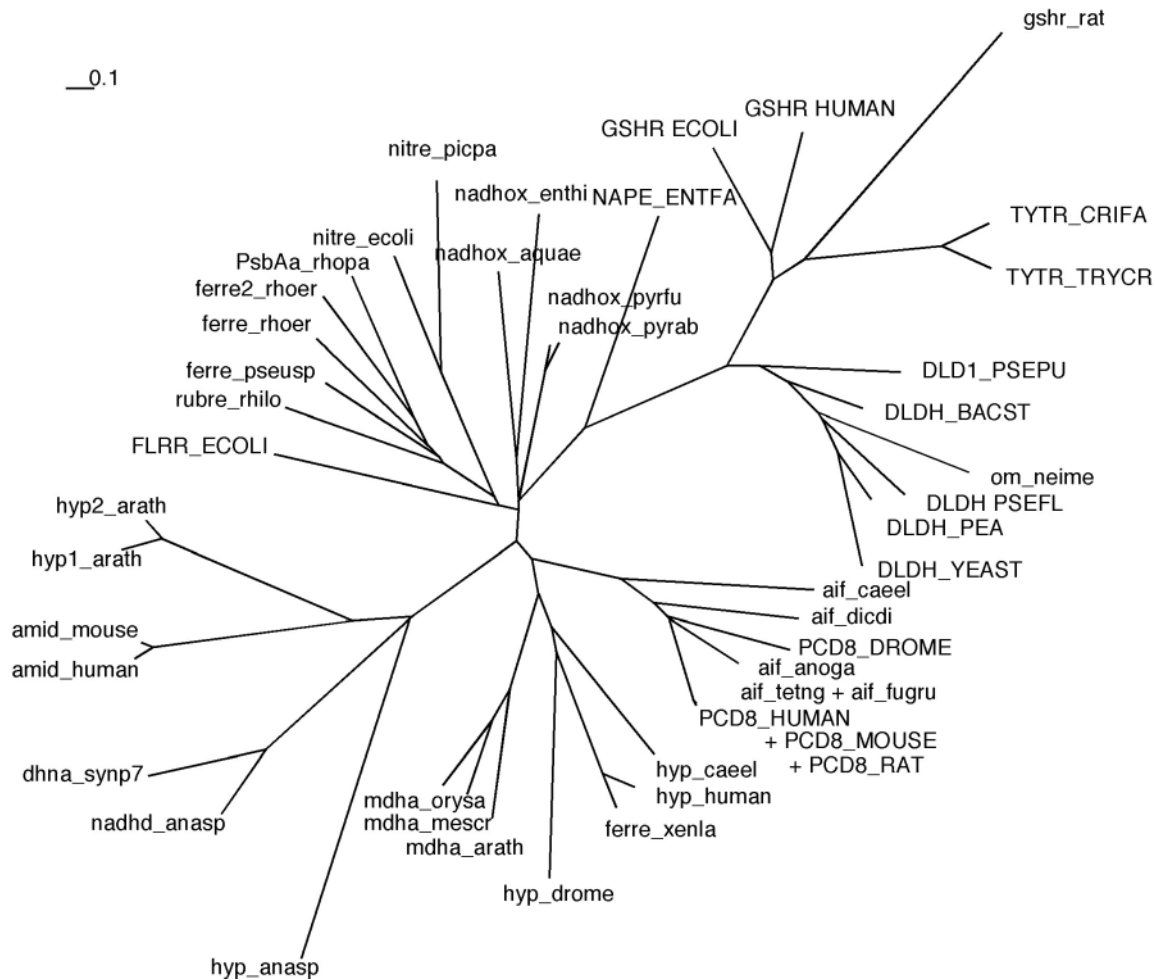 gshr_rat
0.1
GSHR HUMAN
GSHR ECOLI
nitre_picpa
nadhox_enthi
NAPE_ENTFA
TYTR_CRIFA
nitre_ecoli
nadhox_aquae
PsbAa_rhopa
TYTR_TRYCR
ferre2_rhoer
nadhox_pyrfu
ferre_rhoer
nadhox_pyrab
ferre_pseusp
DLD1_PSEPU
rubre_rhilo
DLDH_BACST
FLRR_ECOLI
om_neime
hyp2_arath
DLDH PSEFL
DLDH_PEA
hyp1_arath
DLDH_YEAST
aif_caeel
amid_mouse
aif_dicdi
amid_human
PCD8_DROME
aif_anoga
aif_tetng + aif_fugru
PCD8_HUMAN
+ PCD8_MOUSE
+ PCD8_RAT
dhna_synp7
hyp_caeel
mdha_orysa
hyp_human
nadhd_anasp
mdha_mescr
ferre_xenla
mdha_arath
hyp_drome
hyp_anasp